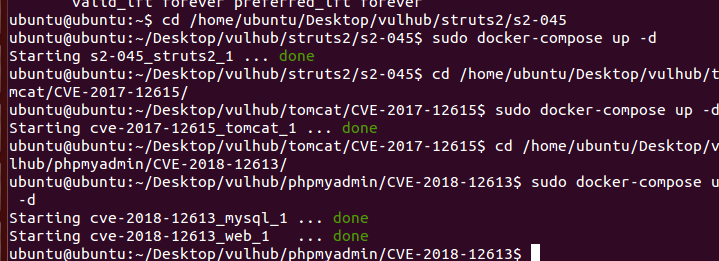 valid_lft forever preferred_lft forever
ubuntu@ubuntu:~$ cd /home/ubuntu/Desktop/vulhub/struts2/s2-045
ubuntu@ubuntu:~/Desktop/vulhub/struts2/s2-045$ sudo docker-compose up -d
Starting s2-045_struts2_1 ... done
ubuntu@ubuntu:~/Desktop/vulhub/struts2/s2-045$ cd /home/ubuntu/Desktop/vulhub/to
mcat/CVE-2017-12615/
ubuntu@ubuntu:~/Desktop/vulhub/tomcat/CVE-2017-12615$ sudo docker-compose up -d
Starting cve-2017-12615_tomcat_1 ... done
ubuntu@ubuntu:~/Desktop/vulhub/tomcat/CVE-2017-12615$ cd /home/ubuntu/Desktop/v
lhub/phpmyadmin/CVE-2018-12613/
ubuntu@ubuntu:~/Desktop/vulhub/phpmyadmin/CVE-2018-12613$ sudo docker-compose u
-d
Starting cve-2018-12613_mysql_1 ... done
Starting cve-2018-12613_web_1   ... done
ubuntu@ubuntu:~/Desktop/vulhub/phpmyadmin/CVE-2018-12613$